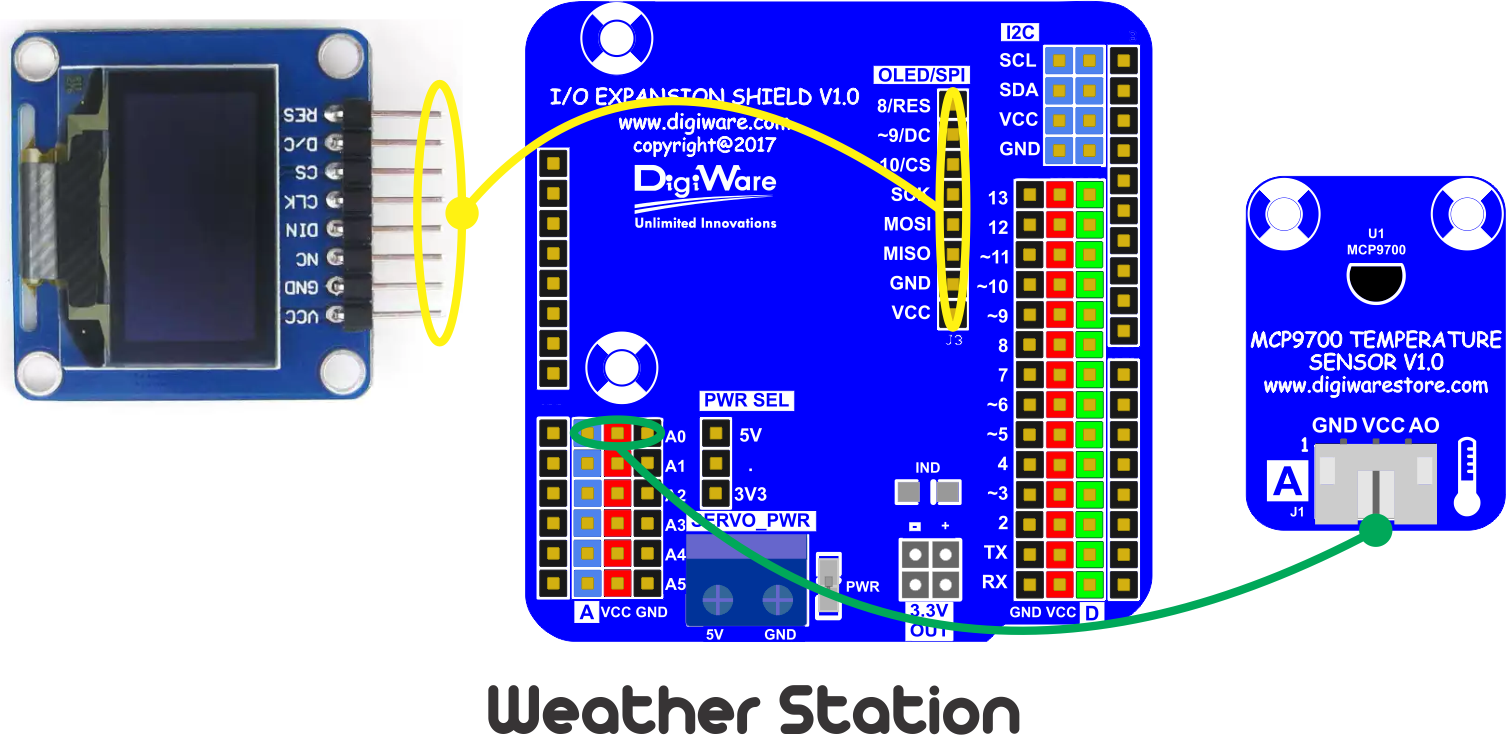 RES
D/C
CS
CLK
DIN
NC
GND
VCC
I/O EXPANSION SHIELD V1.0
www.digiware.com
copyright@2017
DigiWare
Unlimited Innovations
OLED/SPI
8/RES
~9/DC
10/CS
SCK
MOSI
MISO
GND
VCC
J3
I2C
SCL
SDA
VCC
GND
13
12
~11
~10
~9
8
7
~6
~5
4
~3
2
TX
RX
GND VCC D
PWR SEL
5V
.
3V3
A0
A1
A2
A3
A4
A5
A VCC GND
SERVO_PWR
5V GND
PWR
IND
- +
3.3V
OUT
U1
MCP9700
MCP9700 TEMPERATURE
SENSOR V1.0
www.digiwarestore.com
GND VCC AO
1
A
J1
Weather Station